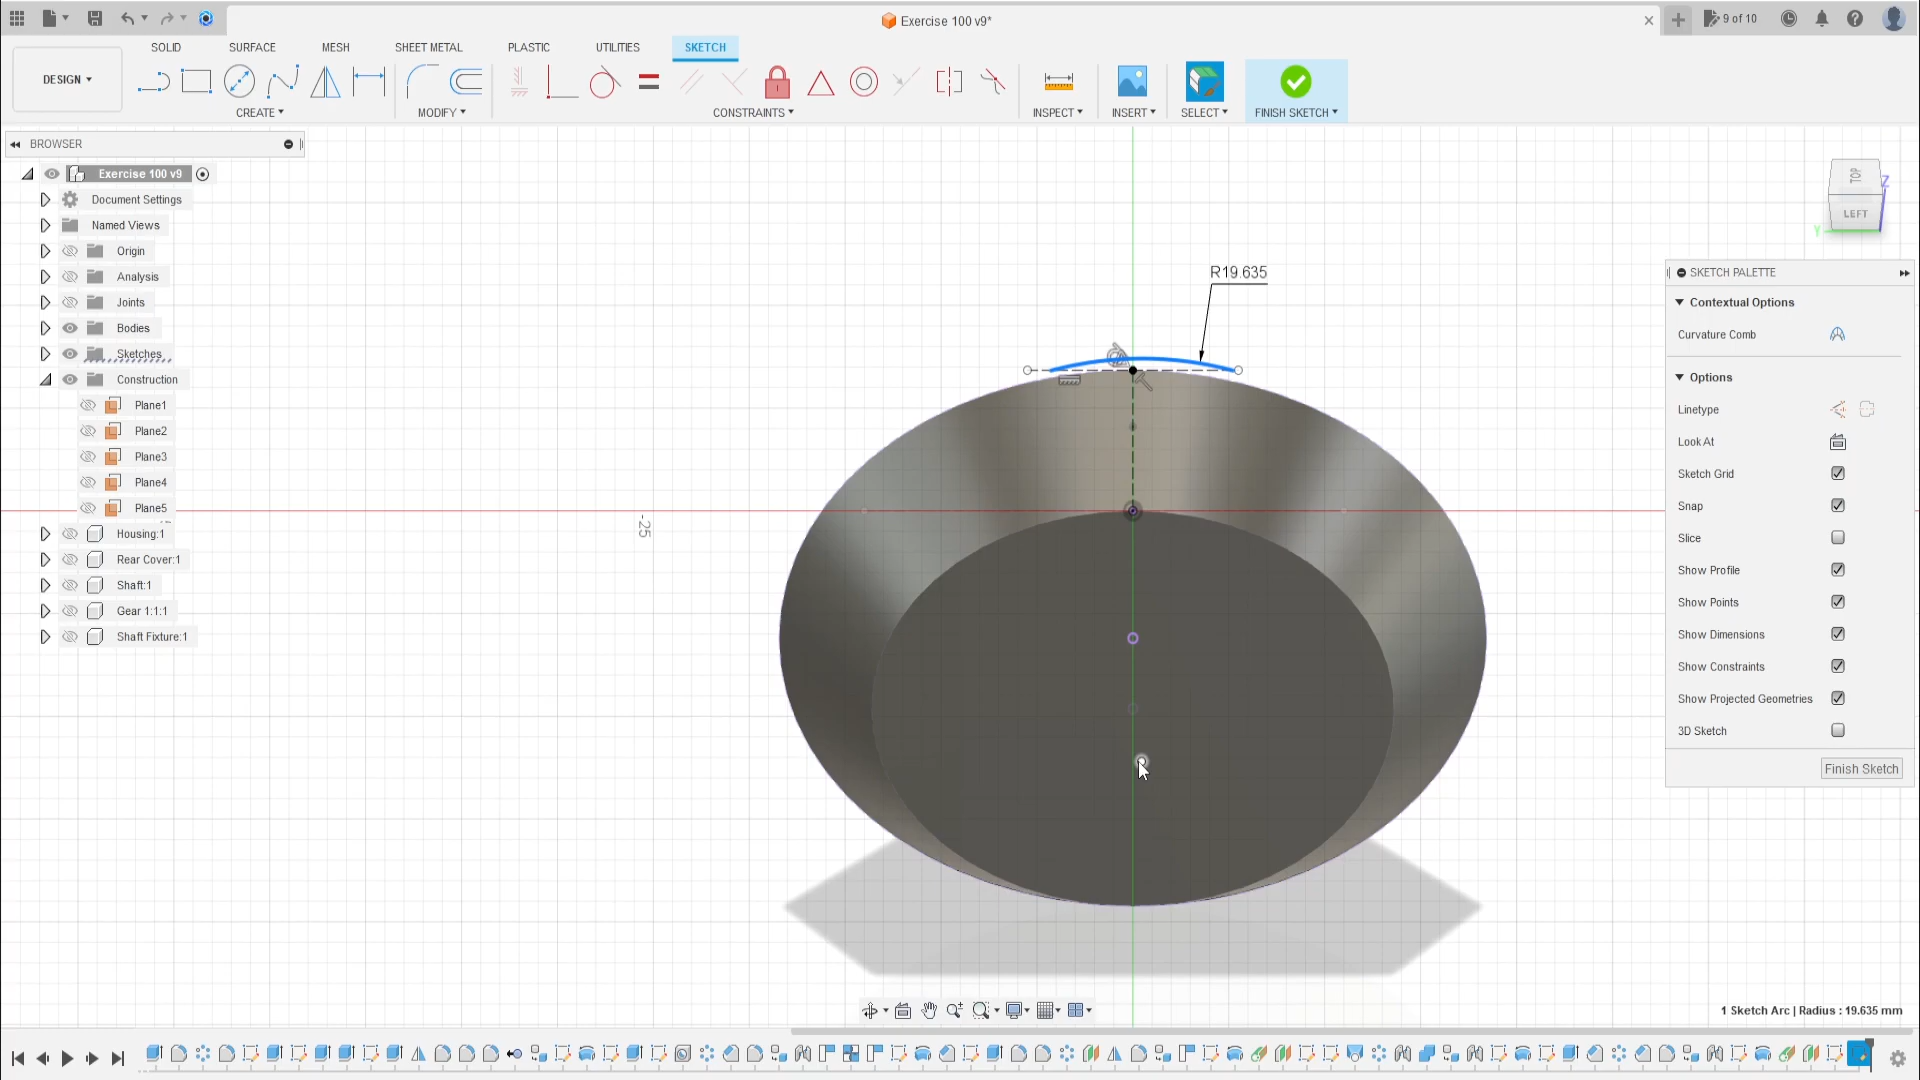 Exercise 100 v9*
9 of 10
SOLID
SURFACE
MESH
SHEET METAL
PLASTIC
UTILITIES
SKETCH
DESIGN
CREATE
MODIFY
CONSTRAINTS
INSPECT
INSERT
SELECT
FINISH SKETCH
BROWSER
Exercise 100 v9
Document Settings
Named Views
Origin
Analysis
Joints
Bodies
Sketches
Construction
Plane1
Plane2
Plane3
Plane4
Plane5
Housing:1
Rear Cover:1
Shaft:1
Gear 1:1:1
Shaft Fixture:1
-25
R19.635
TOP
LEFT
Z
Y
SKETCH PALETTE
Contextual Options
Curvature Comb
Options
Linetype
Look At
Sketch Grid
Snap
Slice
Show Profile
Show Points
Show Dimensions
Show Constraints
Show Projected Geometries
3D Sketch
Finish Sketch
1 Sketch Arc | Radius : 19.635 mm